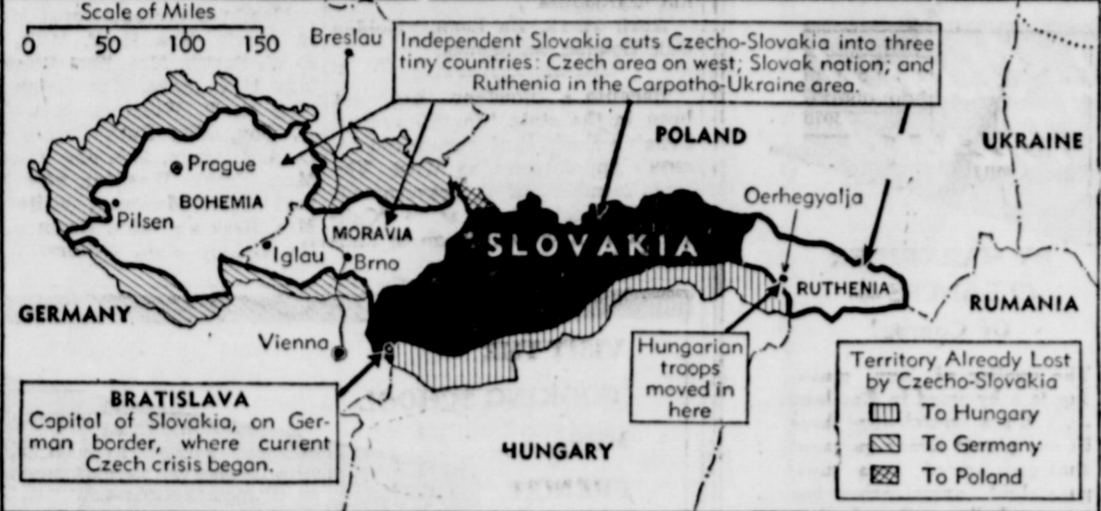 Scale of Miles
0 50 100 150
Breslau
Independent Slovakia cuts Czecho-Slovakia into three
tiny countries: Czech area on west; Slovak nation; and
Ruthenia in the Carpatho-Ukraine area.
POLAND
UKRAINE
Prague
BOHEMIA
Pilsen
Oerhegyalja
MORAVIA
SLOVAKIA
Iglau
Brno
RUTHENIA
GERMANY
RUMANIA
Vienna
Hungarian
troops
moved in
here
Territory Already Lost
by Czecho-Slovakia
To Hungary
To Germany
To Poland
BRATISLAVA
Capital of Slovakia, on Ger-
man border, where current
Czech crisis began.
HUNGARY